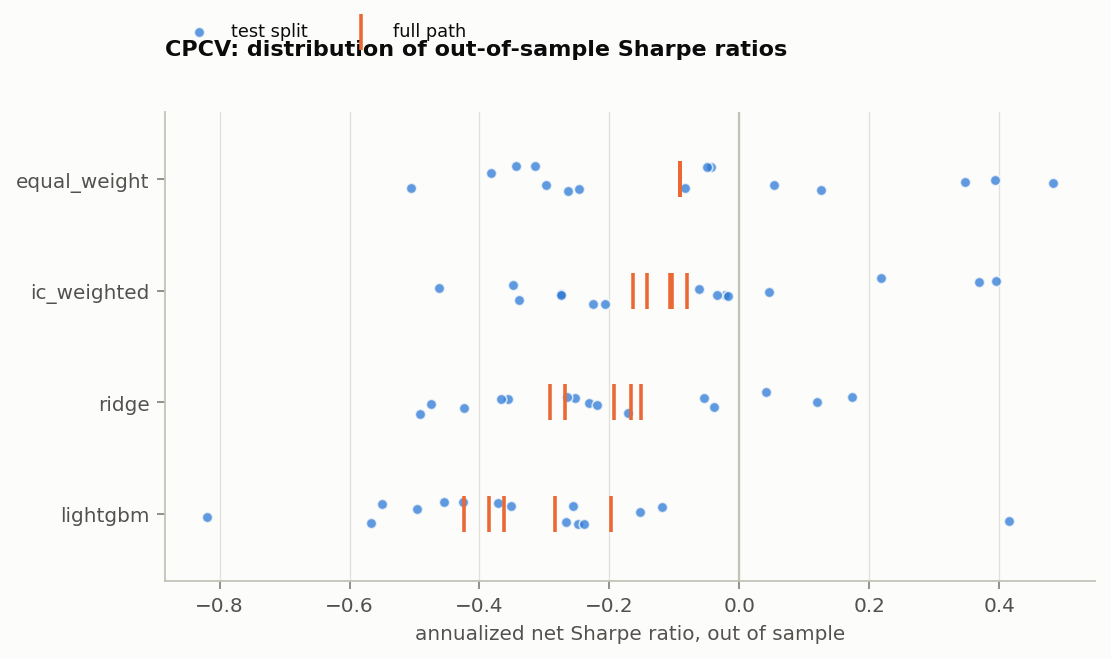 test split full path
CPCV: distribution of out-of-sample Sharpe ratios
equal_weight
ic_weighted
ridge
lightgbm
−0.8 −0.6 −0.4 −0.2 0.0 0.2 0.4
annualized net Sharpe ratio, out of sample